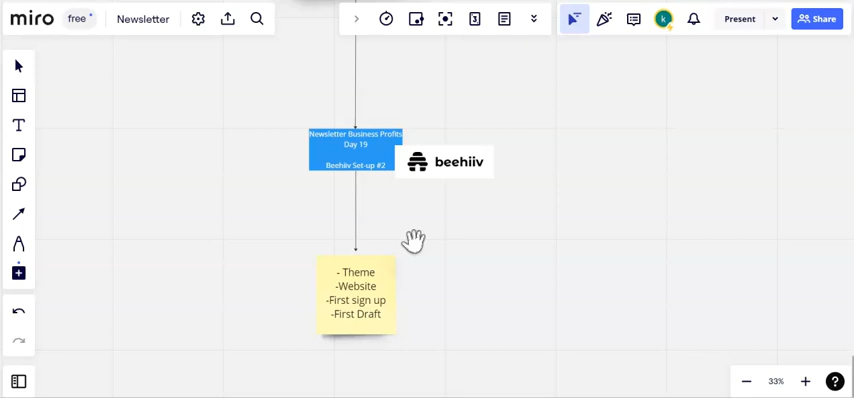 miro free Newsletter Present Share
Newsletter Business Profits
Day 19
Beehiiv Set-up #2
beehiiv
- Theme
-Website
-First sign up
-First Draft
33%